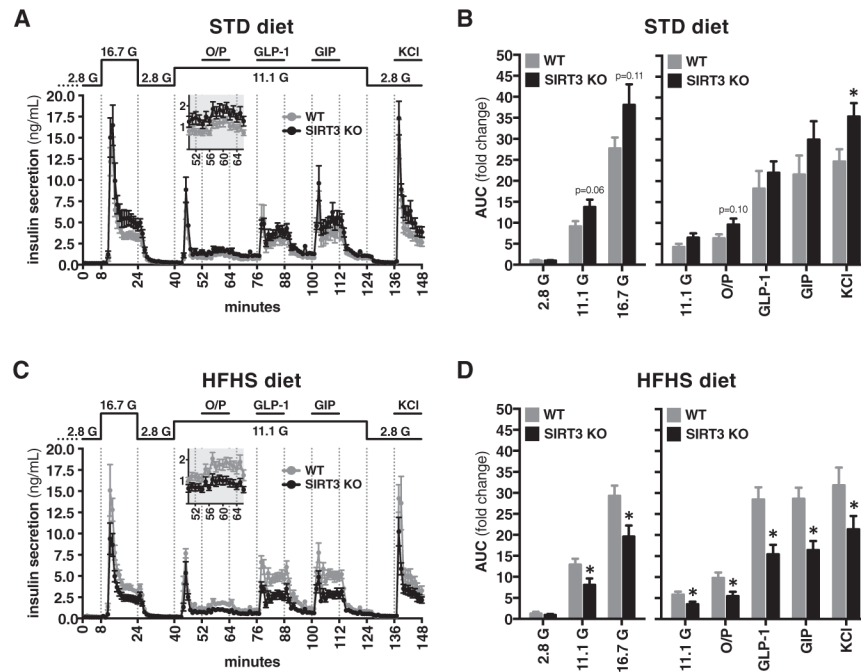 A
STD diet
16.7 G
O/P
GLP-1
GIP
KCl
2.8 G
2.8 G
11.1 G
2.8 G
insulin secretion (ng/mL)
20.0
17.5
15.0
12.5
10.0
7.5
5.0
2.5
0.0
2
1
52
56
60
64
WT
SIRT3 KO
0
8
24
40
52
64
76
88
100
112
136
148
minutes
B
STD diet
AUC (fold change)
50
45
40
35
30
25
20
15
10
5
0
WT
SIRT3 KO
p=0.06
p=0.11
2.8 G
11.1 G
16.7 G
WT
SIRT3 KO
p=0.10
*
11.1 G
O/P
GLP-1
GIP
KCl
C
HFHS diet
16.7 G
O/P
GLP-1
GIP
KCl
2.8 G
2.8 G
11.1 G
2.8 G
insulin secretion (ng/mL)
20.0
17.5
15.0
12.5
10.0
7.5
5.0
2.5
0.0
2
1
52
56
60
64
WT
SIRT3 KO
0
8
24
40
52
64
76
88
100
112
136
148
minutes
D
HFHS diet
AUC (fold change)
50
45
40
35
30
25
20
15
10
5
0
WT
SIRT3 KO
*
*
2.8 G
11.1 G
16.7 G
WT
SIRT3 KO
*
*
*
*
*
11.1 G
O/P
GLP-1
GIP
KCl